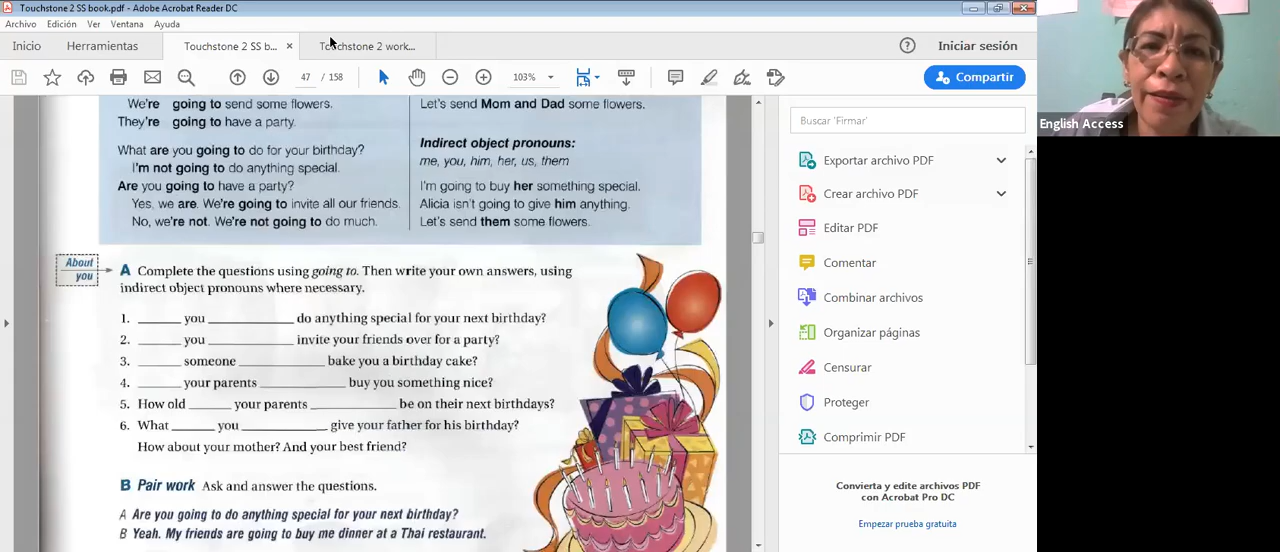 Touchstone 2 SS book.pdf - Adobe Acrobat Reader DC
Archivo Edición Ver Ventana Ayuda
Inicio Herramientas Touchstone 2 SS b... × Touchstone 2 work... Iniciar sesión
47 / 158 103% Compartir
We're going to send some flowers.
They're going to have a party.
What are you going to do for your birthday?
I'm not going to do anything special.
Are you going to have a party?
Yes, we are. We're going to invite all our friends.
No, we're not. We're not going to do much.
Let's send Mom and Dad some flowers.
Indirect object pronouns:
me, you, him, her, us, them
I'm going to buy her something special.
Alicia isn't going to give him anything.
Let's send them some flowers.
About
you
A Complete the questions using going to. Then write your own answers, using
indirect object pronouns where necessary.
1. ______ you ____________ do anything special for your next birthday?
2. ______ you ____________ invite your friends over for a party?
3. ______ someone ____________ bake you a birthday cake?
4. ______ your parents ____________ buy you something nice?
5. How old ______ your parents ____________ be on their next birthdays?
6. What ______ you ____________ give your father for his birthday?
How about your mother? And your best friend?
B Pair work Ask and answer the questions.
A Are you going to do anything special for your next birthday?
B Yeah. My friends are going to buy me dinner at a Thai restaurant.
Buscar 'Firmar'
Exportar archivo PDF
Crear archivo PDF
Editar PDF
Comentar
Combinar archivos
Organizar páginas
Censurar
Proteger
Comprimir PDF
Convierta y edite archivos PDF
con Acrobat Pro DC
Empezar prueba gratuita
English Access